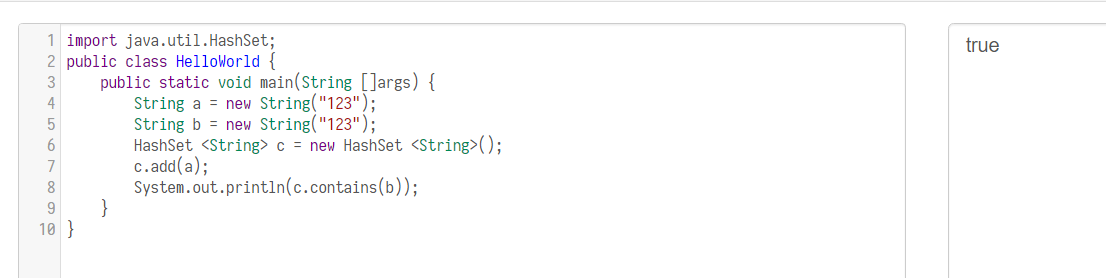 1 import java.util.HashSet;
2 public class HelloWorld {
3     public static void main(String []args) {
4         String a = new String("123");
5         String b = new String("123");
6         HashSet <String> c = new HashSet <String>();
7         c.add(a);
8         System.out.println(c.contains(b));
9     }
10 }
true